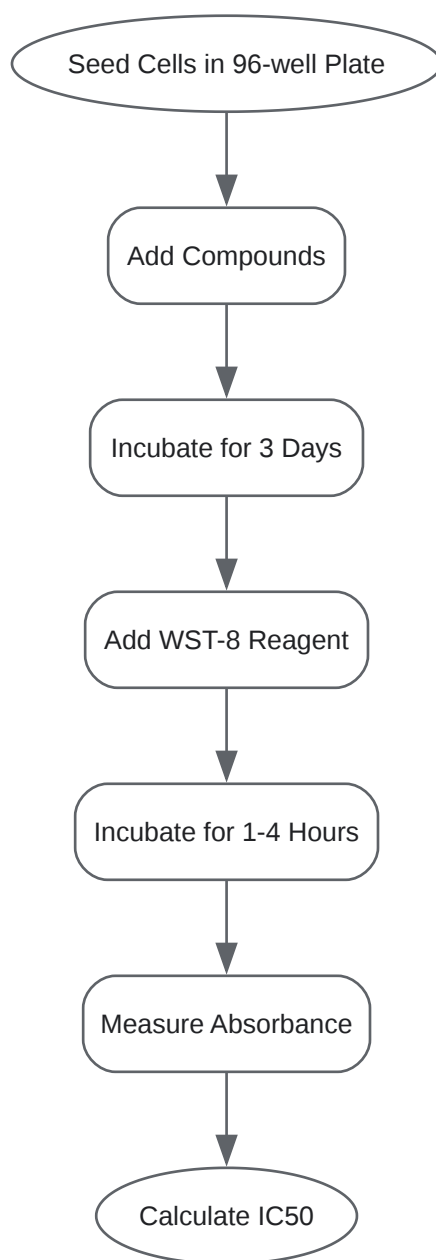 Seed Cells in 96-well Plate
Add Compounds
Incubate for 3 Days
Add WST-8 Reagent
Incubate for 1-4 Hours
Measure Absorbance
Calculate IC50